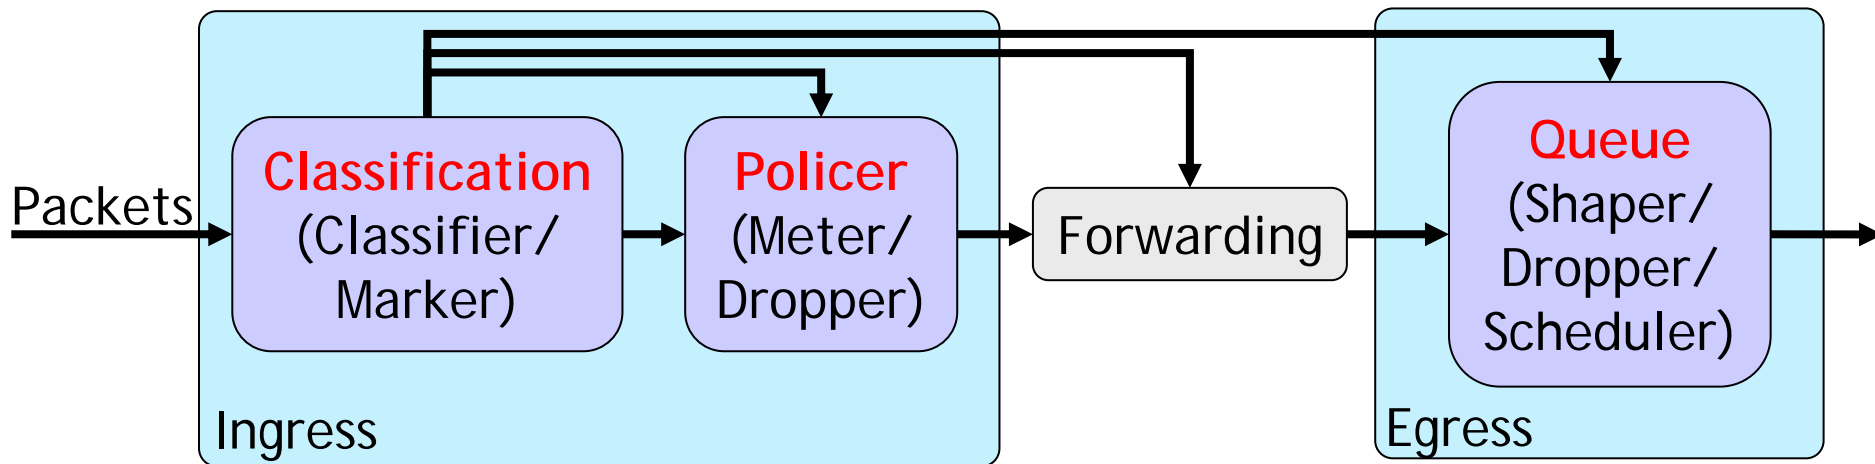 Packets
Classification
(Classifier/
Marker)
Policer
(Meter/
Dropper)
Ingress
Forwarding
Queue
(Shaper/
Dropper/
Scheduler)
Egress